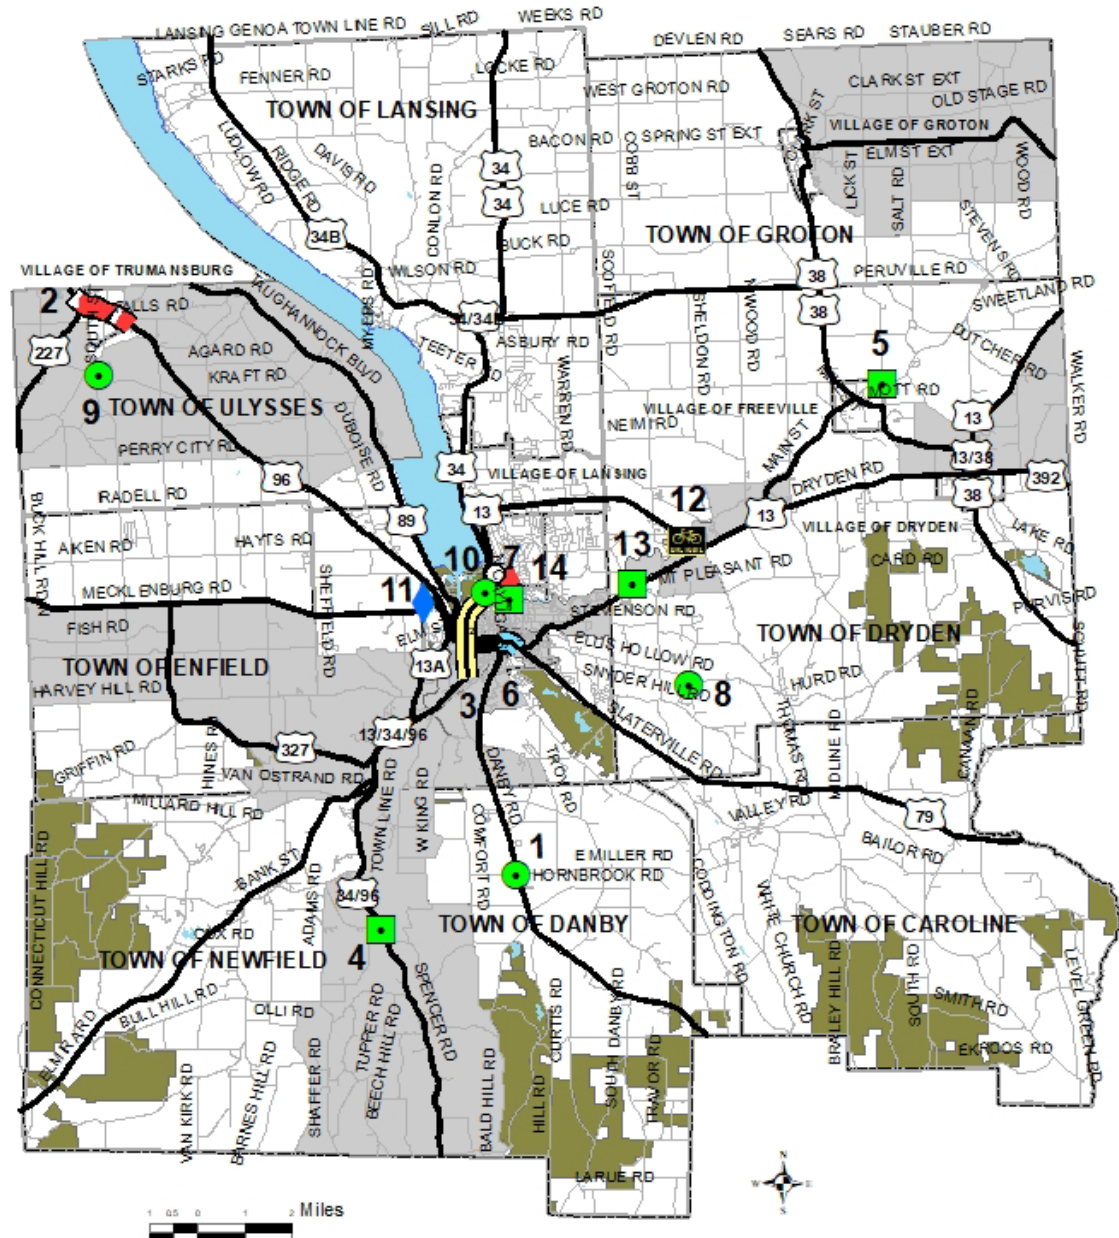 LANSING GENOA TOWN LINE RD
SILL RD
WEEKS RD
DEVLEN RD
SEARS RD
STAUBER RD
STARKS RD
FENNER RD
LOCKE RD
WEST GROTON RD
CLARK ST EXT
OLD STAGE RD
TOWN OF LANSING
BACON RD
SPRING ST EXT
VILLAGE OF GROTON
ELM ST EXT
LUDLOW RD
RIDGE RD
DAVIS RD
CONLON RD
34
34
LUCE RD
COBB ST
LICK ST
SALT RD
WOOD RD
STEVENS RD
34B
BUCK RD
TOWN OF GROTON
WILSON RD
38
PERUVILLE RD
VILLAGE OF TRUMANSBURG
TAUGHANNOCK BLVD
MYERS RD
SCOFIELD RD
SHELDON RD
N WOOD RD
38
SWEETLAND RD
2
SOUTH ST
34/34B
ASBURY RD
DUTCHER RD
227
AGARD RD
TEETER RD
WARREN RD
5
WALKER RD
KRAFT RD
MOTT RD
9
TOWN OF ULYSSES
DUBOISE RD
NEIMI RD
VILLAGE OF FREEVILLE
MAIN ST
13
PERRY CITY RD
34
VILLAGE OF LANSING
DRYDEN RD
13/38
392
96
IRADELL RD
BUCK HILL RD N
89
13
12
13
38
VILLAGE OF DRYDEN
LAKE RD
AIKEN RD
HAYTS RD
10
7
14
13
MT PLEASANT RD
CARD RD
MECKLENBURG RD
SHEFFIELD RD
11
STEVENSON RD
PURVIS RD
FISH RD
ELM S
ELLIS HOLLOW RD
TOWN OF DRYDEN
SOUTH RD
TOWN OF ENFIELD
13A
SNYDER HILL RD
HURD RD
HARVEY HILL RD
3
6
8
SLATERVILLE RD
THOMAS RD
MIDLINE RD
CANAAN RD
GRIFFIN RD
HINES RD
327
13/34/96
VAN OSTRAND RD
DANBY RD
TROY RD
MILLARD HILL RD
TOWN LINE RD
W KING RD
COMFORT RD
VALLEY RD
79
BAILOR RD
CONNECTICUT HILL RD
BANK ST
ADAMS RD
34/96
1
E MILLER RD
HORNBROOK RD
CODDINGTON RD
WHITE CHURCH RD
COX RD
TOWN OF NEWFIELD
4
TOWN OF DANBY
TOWN OF CAROLINE
BULL HILL RD
OLLI RD
TUPPER RD
BEECH HILL RD
SPENCER RD
CURTIS RD
SOUTH DANBY RD
BRALEY HILL RD
SOUTH RD
SMITH RD
LEVEL GREEN RD
ELMIRA RD
EKROOS RD
VAN KIRK RD
BARNES HILL RD
SHAFFER RD
BALD HILL RD
HILL RD
TRAVOR RD
LARUE RD
N
W
E
S
1 0.5 0 1 2 Miles